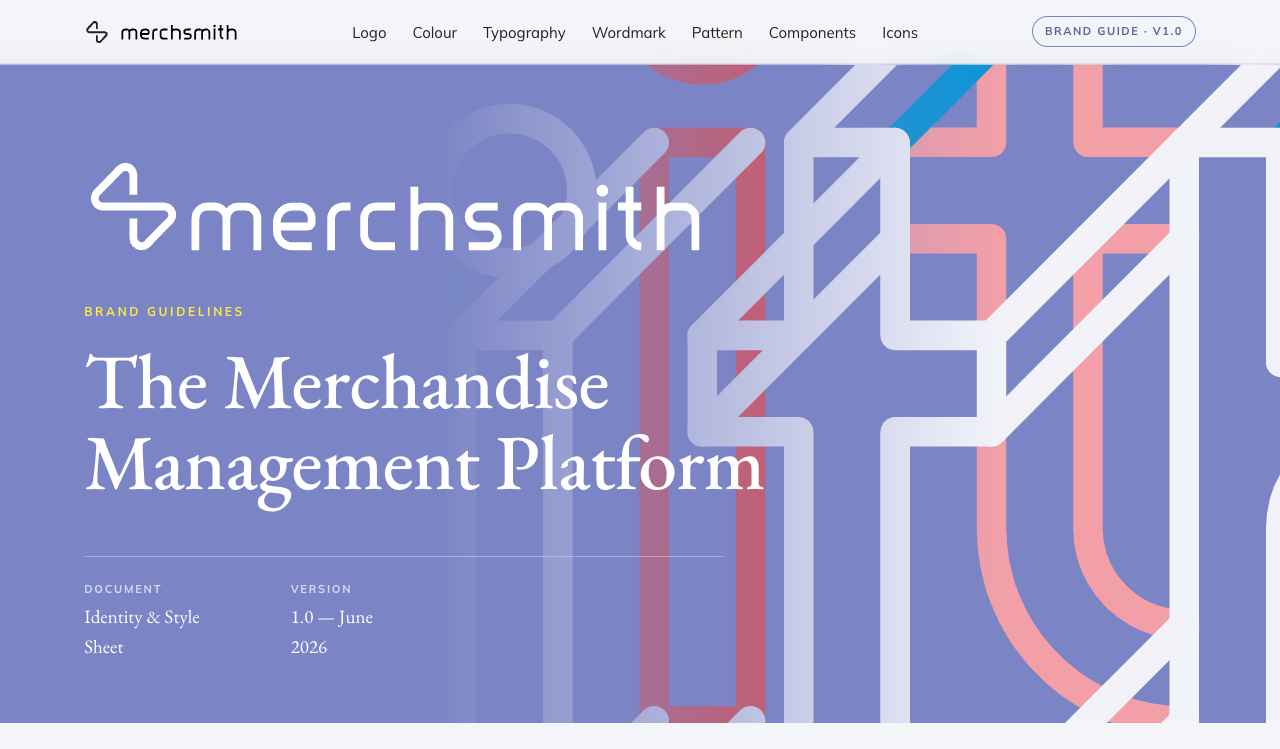 merchsmith
Logo
Colour
Typography
Wordmark
Pattern
Components
Icons
BRAND GUIDE · V1.0
merchsmith
BRAND GUIDELINES
The Merchandise
Management Platform
DOCUMENT
Identity & Style
Sheet
VERSION
1.0 — June
2026